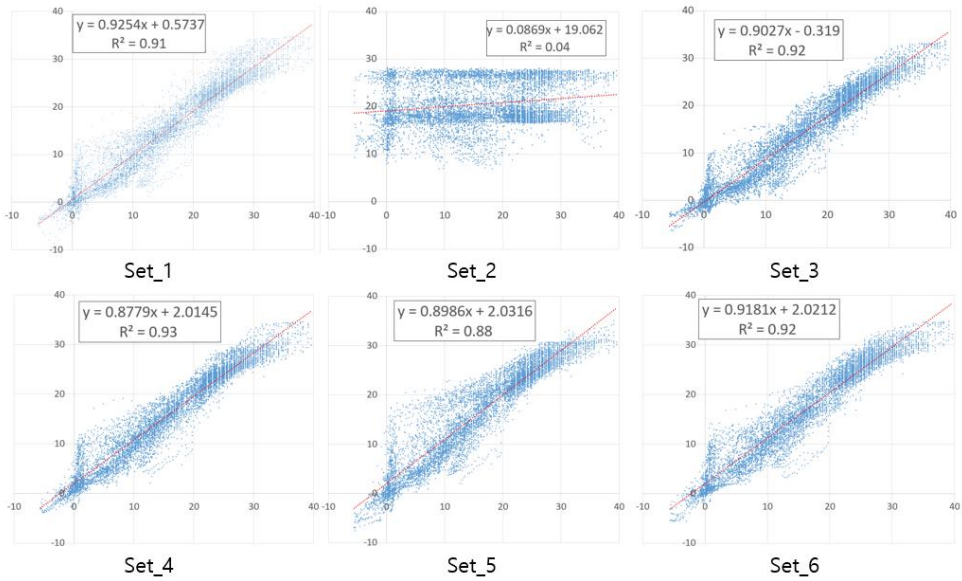 y = 0.9254x + 0.5737
R² = 0.91
40
30
20
10
0
-10
-10 0 10 20 30 40
Set_1
y = 0.0869x + 19.062
R² = 0.04
40
30
20
10
0
-10
-10 0 10 20 30 40
Set_2
y = 0.9027x - 0.319
R² = 0.92
40
30
20
10
0
-10
-10 0 10 20 30 40
Set_3
y = 0.8779x + 2.0145
R² = 0.93
40
30
20
10
0
-10
-10 0 10 20 30 40
Set_4
y = 0.8986x + 2.0316
R² = 0.88
40
30
20
10
0
-10
-10 0 10 20 30 40
Set_5
y = 0.9181x + 2.0212
R² = 0.92
40
30
20
10
0
-10
-10 0 10 20 30 40
Set_6